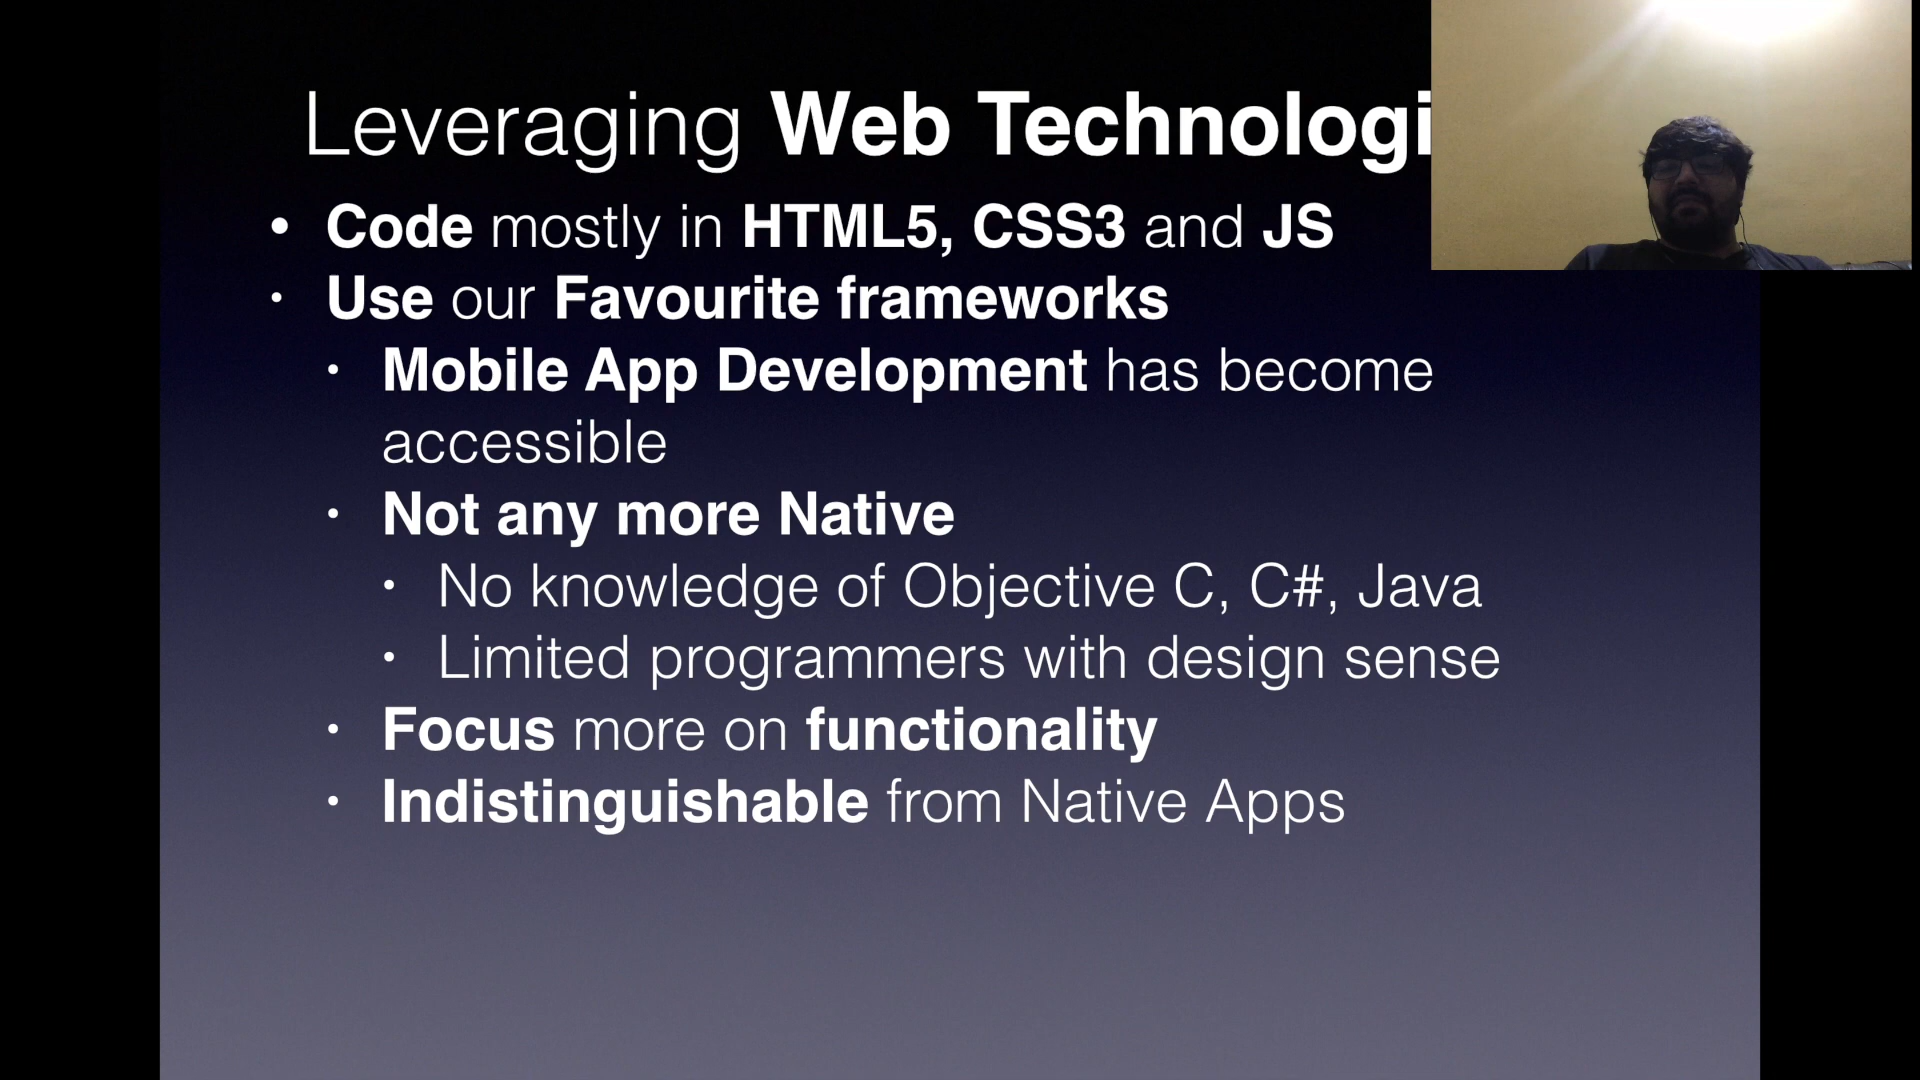 Leveraging Web Technologi
• Code mostly in HTML5, CSS3 and JS
• Use our Favourite frameworks
• Mobile App Development has become
accessible
• Not any more Native
• No knowledge of Objective C, C#, Java
• Limited programmers with design sense
• Focus more on functionality
• Indistinguishable from Native Apps